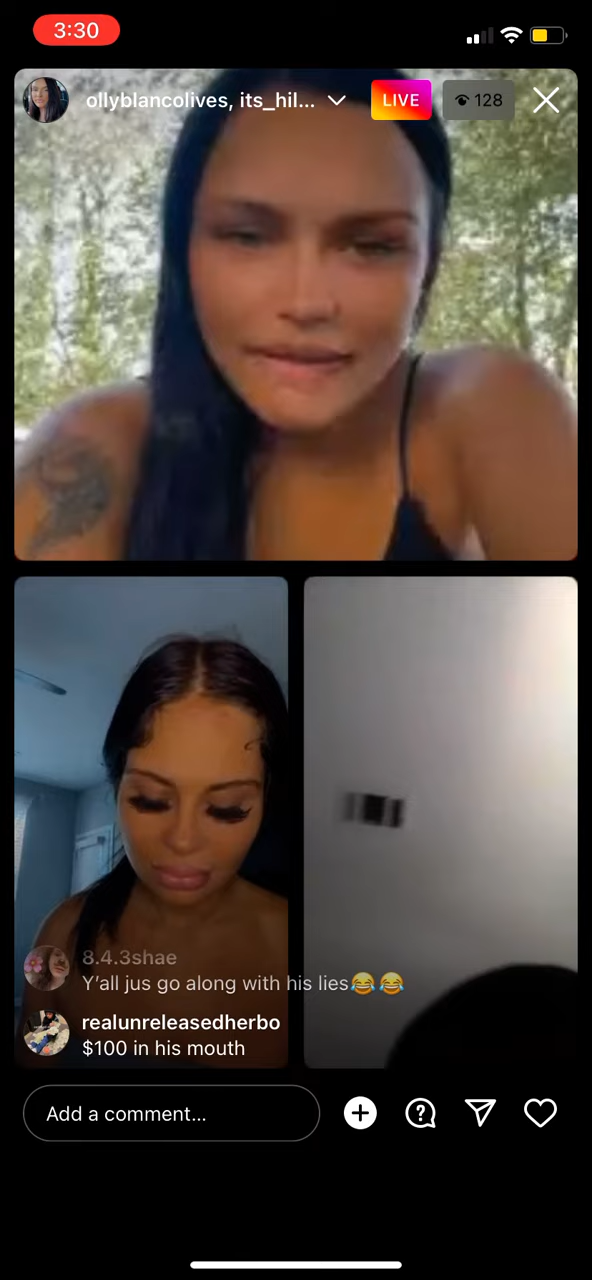 3:30
ollyblancolives, its_hil...
LIVE
128
8.4.3shae
Y'all jus go along with his lies😂😂
realunreleasedherbo
$100 in his mouth
Add a comment...